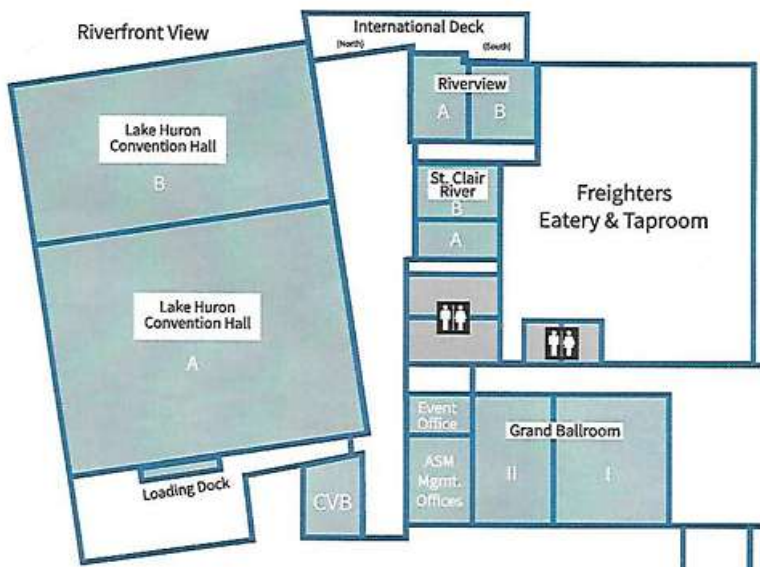 Riverfront View
International Deck
(North)
(South)
Riverview
A
B
Lake Huron
Convention Hall
B
St. Clair
River
B
A
Freighters
Eatery & Taproom
Lake Huron
Convention Hall
A
Event
Office
Grand Ballroom
ASM
Mgmt.
Offices
II
I
Loading Dock
CVB